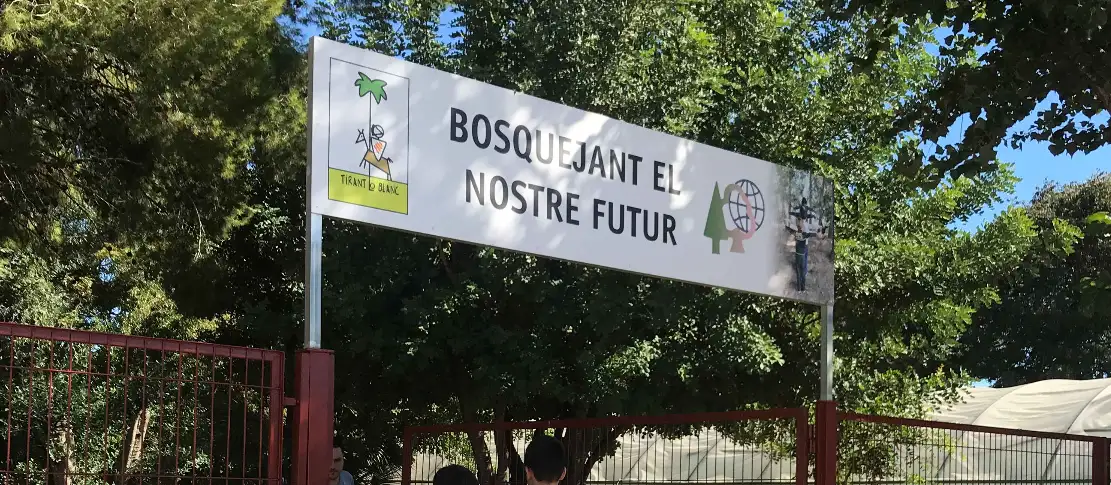 TIRANT lo BLANC
BOSQUEJANT EL
NOSTRE FUTUR